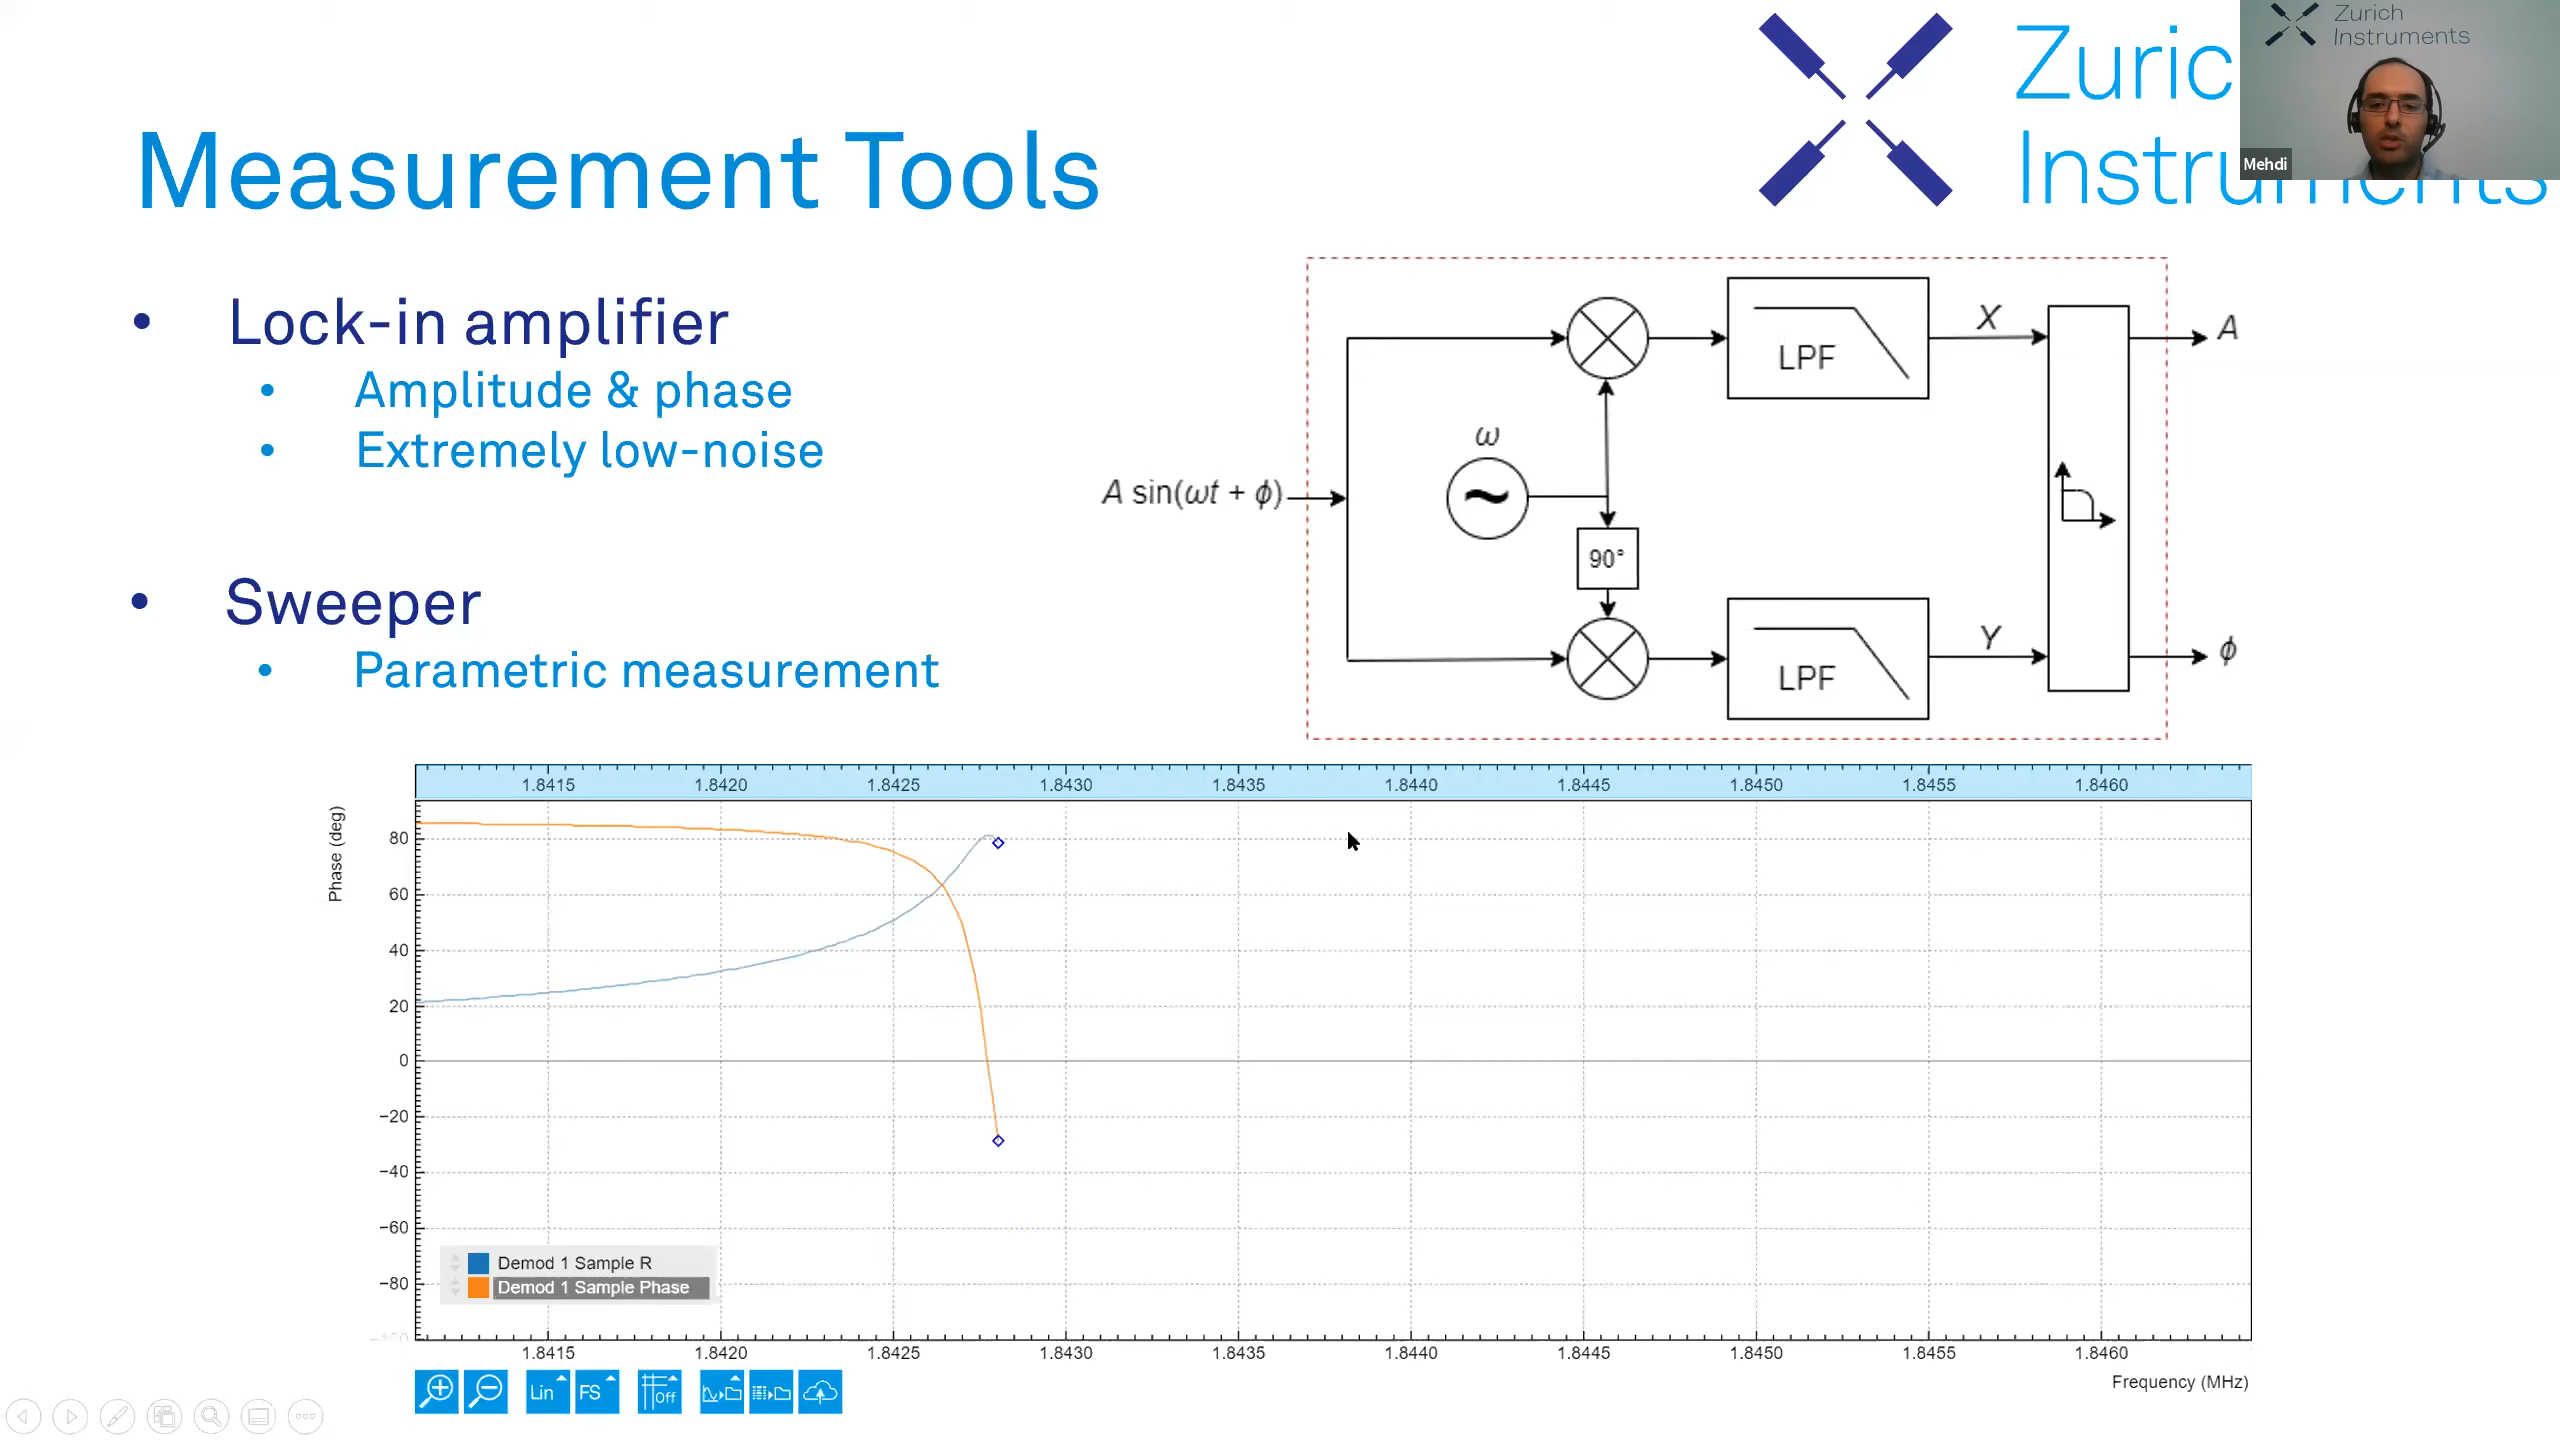 Zurich
Instruments
Zuric
Instruments
Mehdi
Measurement Tools
• Lock-in amplifier
• Amplitude & phase
• Extremely low-noise
• Sweeper
• Parametric measurement
A sin(ωt + ϕ)
ω
90°
LPF
LPF
X
Y
A
ϕ
1.8415 1.8420 1.8425 1.8430 1.8435 1.8440 1.8445 1.8450 1.8455 1.8460
Phase (deg)
80
60
40
20
0
−20
−40
−60
−80
−100
Demod 1 Sample R
Demod 1 Sample Phase
1.8415 1.8420 1.8425 1.8430 1.8435 1.8440 1.8445 1.8450 1.8455 1.8460
Frequency (MHz)
Lin FS Off